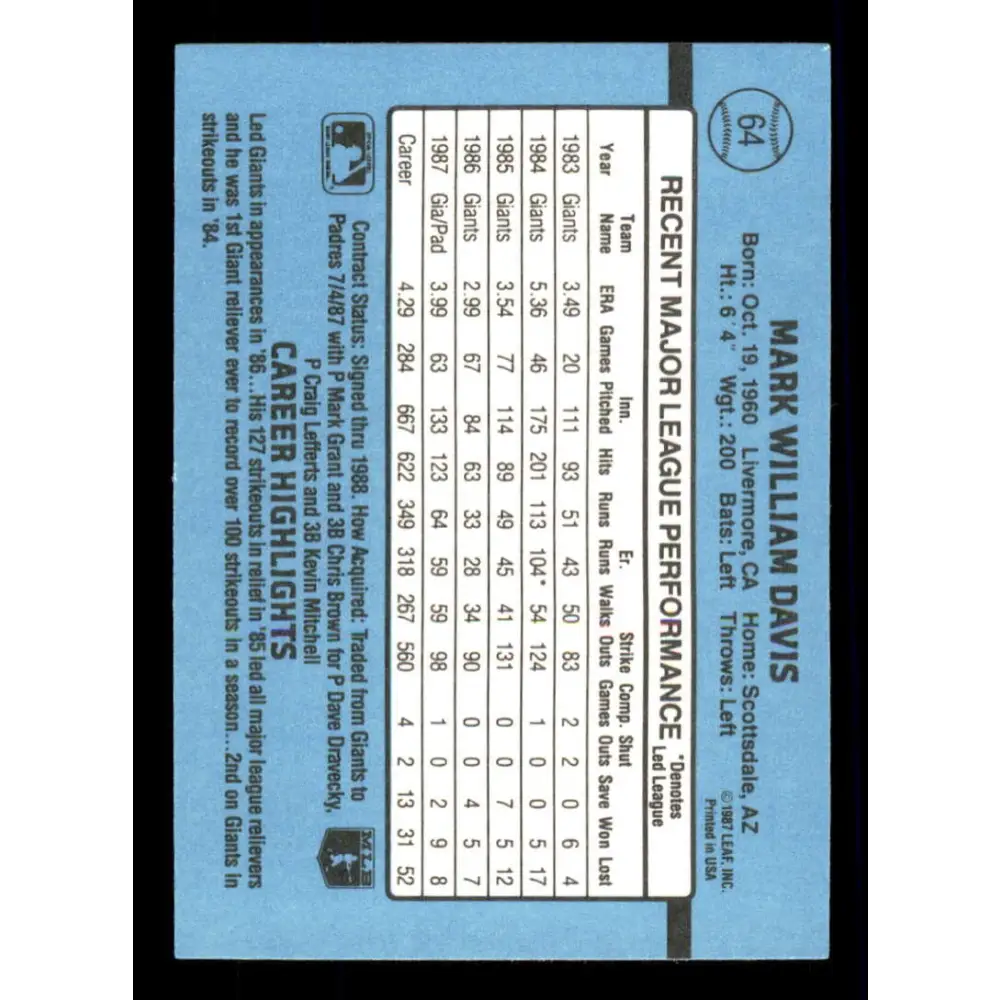 64
MARK WILLIAM DAVIS
Born: Oct. 19, 1960 Livermore, CA Home: Scottsdale, AZ
Ht.: 6'4" Wgt.: 200 Bats: Left Throws: Left
©1987 LEAF, INC.
Printed in USA
RECENT MAJOR LEAGUE PERFORMANCE
*Denotes
Led League
Team Inn. Er. Strike Comp. Shut
Year Name ERA Games Pitched Hits Runs Runs Walks Outs Games Outs Save Won Lost
1983 Giants 3.49 20 111 93 51 43 50 83 2 2 0 6 4
1984 Giants 5.36 46 175 201 113 104* 54 124 1 0 0 5 17
1985 Giants 3.54 77 114 89 49 45 41 131 0 0 7 5 12
1986 Giants 2.99 67 84 63 33 28 34 90 0 0 4 5 7
1987 Gia/Pad 3.99 63 133 123 64 59 59 98 1 0 2 9 8
Career 4.29 284 667 622 349 318 267 560 4 2 13 31 52
Contract Status: Signed thru 1988. How Acquired: Traded from Giants to
Padres 7/4/87 with P Mark Grant and 3B Chris Brown for P Dave Dravecky,
P Craig Lefferts and 3B Kevin Mitchell
MLB
CAREER HIGHLIGHTS
Led Giants in appearances in '86...His 127 strikeouts in relief in '85 led all major league relievers
and he was 1st Giant reliever ever to record over 100 strikeouts in a season...2nd on Giants in
strikeouts in '84.